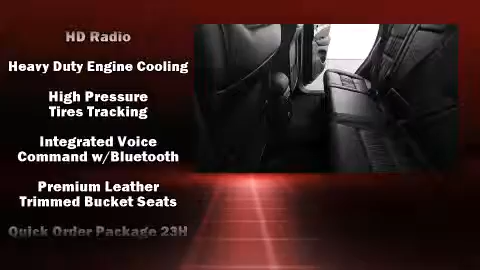 HD Radio
Heavy Duty Engine Cooling
High Pressure
Tires Tracking
Integrated Voice
Command w/Bluetooth
Premium Leather
Trimmed Bucket Seats
Quick Order Package 23H